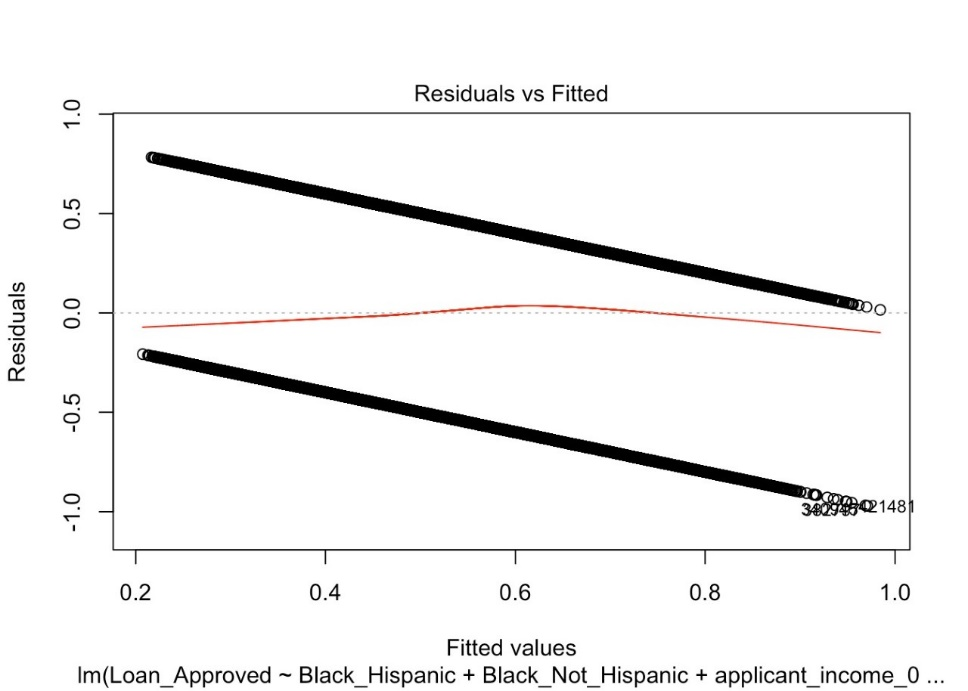 Residuals vs Fitted
Residuals
1.0
0.5
0.0
-0.5
-1.0
0.2 0.4 0.6 0.8 1.0
Fitted values
lm(Loan_Approved ~ Black_Hispanic + Black_Not_Hispanic + applicant_income_0 ...